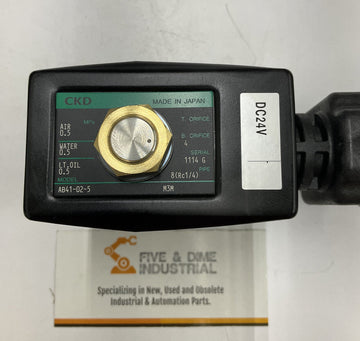 CKD
MADE IN JAPAN
MPa
T. ORIFICE
AIR
0.5
B. ORIFICE
4
WATER
0.5
SERIAL
1114 G
LT.OIL
0.5
PIPE
8(Rc1/4)
MODEL
AB41-02-5
M3M
DC24V
FIVE & DIME
INDUSTRIAL
Specializing in New, Used and Obsolete
Industrial & Automation Parts.